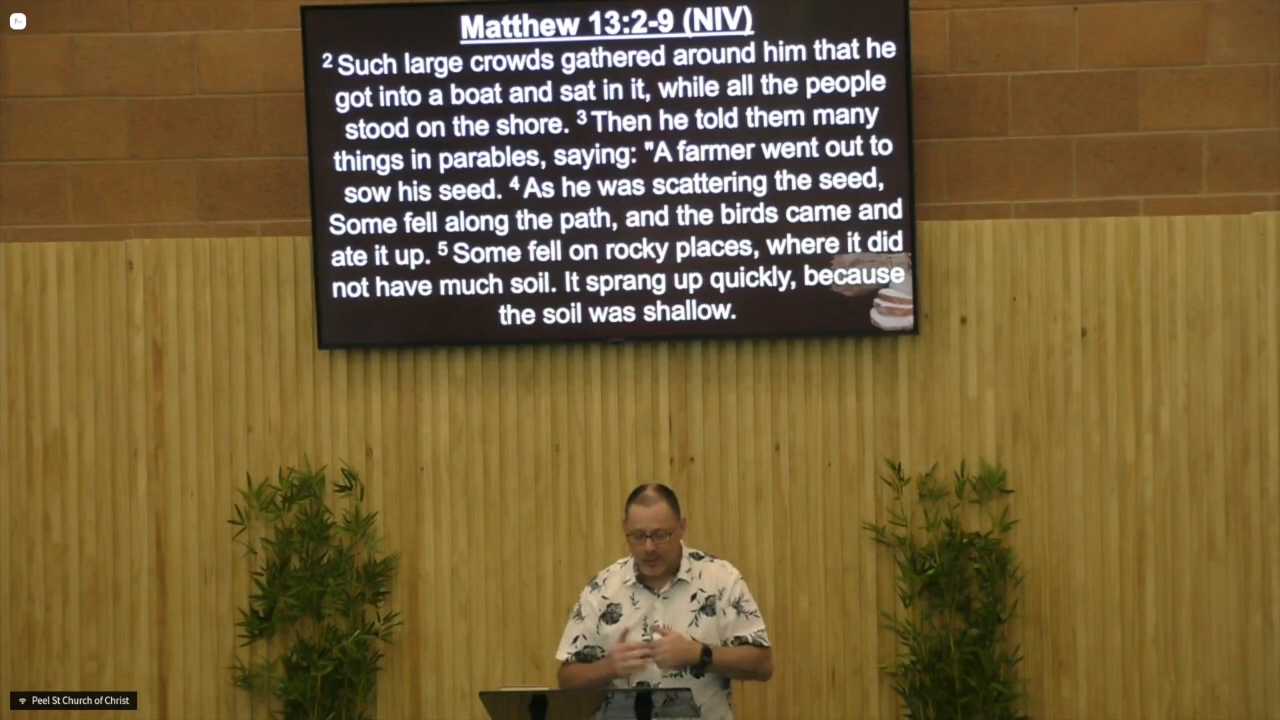 Matthew 13:2-9 (NIV)
2 Such large crowds gathered around him that he
got into a boat and sat in it, while all the people
stood on the shore. 3 Then he told them many
things in parables, saying: "A farmer went out to
sow his seed. 4 As he was scattering the seed,
Some fell along the path, and the birds came and
ate it up. 5 Some fell on rocky places, where it did
not have much soil. It sprang up quickly, because
the soil was shallow.
Peel St Church of Christ